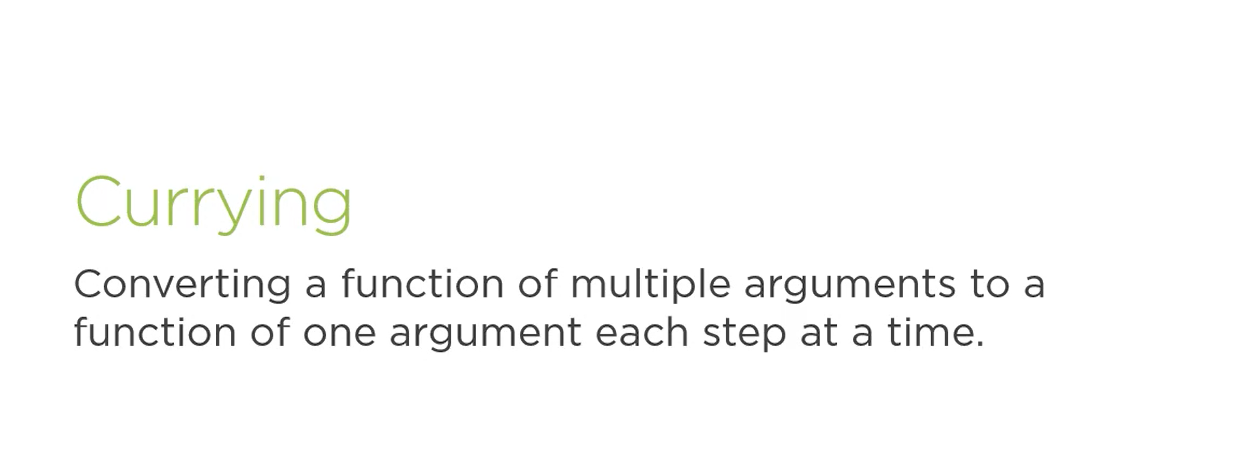 Currying
Converting a function of multiple arguments to a
function of one argument each step at a time.